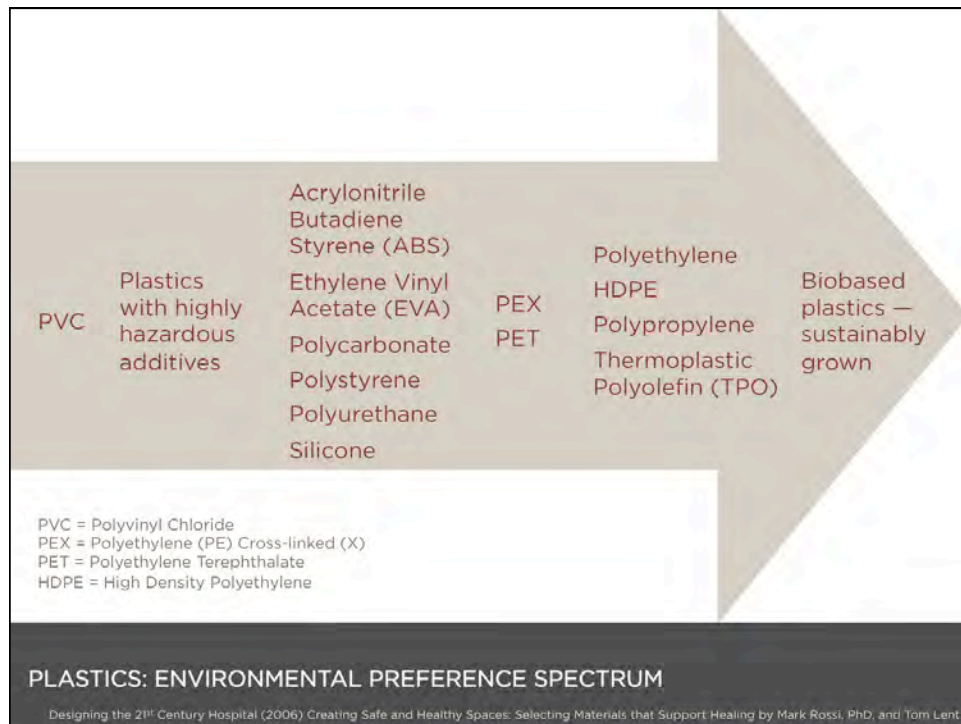 PVC
Plastics
with highly
hazardous
additives
Acrylonitrile
Butadiene
Styrene (ABS)
Ethylene Vinyl
Acetate (EVA)
Polycarbonate
Polystyrene
Polyurethane
Silicone
PEX
PET
Polyethylene
HDPE
Polypropylene
Thermoplastic
Polyolefin (TPO)
Biobased
plastics —
sustainably
grown
PVC = Polyvinyl Chloride
PEX = Polyethylene (PE) Cross-linked (X)
PET = Polyethylene Terephthalate
HDPE = High Density Polyethylene
PLASTICS: ENVIRONMENTAL PREFERENCE SPECTRUM
Designing the 21st Century Hospital (2006) Creating Safe and Healthy Spaces: Selecting Materials that Support Healing by Mark Rossi, PhD, and Tom Lent